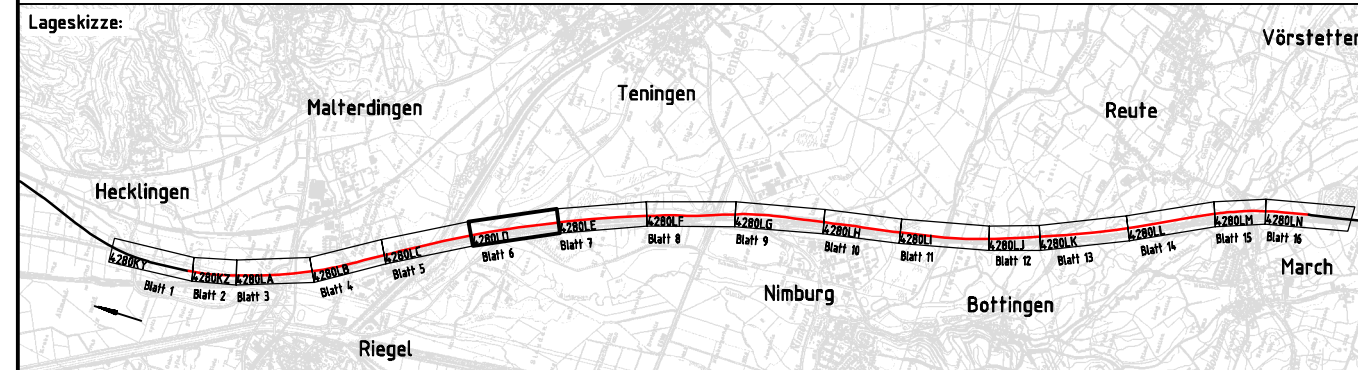 Lageskizze:
Vörstetten
Teningen
Malterdingen
Reute
Hecklingen
4280KY
4280KZ
4280LA
4280LB
4280LC
4280LD
4280LE
4280LF
4280LG
4280LH
4280LI
4280LJ
4280LK
4280LL
4280LM
4280LN
Blatt 1
Blatt 2
Blatt 3
Blatt 4
Blatt 5
Blatt 6
Blatt 7
Blatt 8
Blatt 9
Blatt 10
Blatt 11
Blatt 12
Blatt 13
Blatt 14
Blatt 15
Blatt 16
March
Nimburg
Bottingen
Riegel